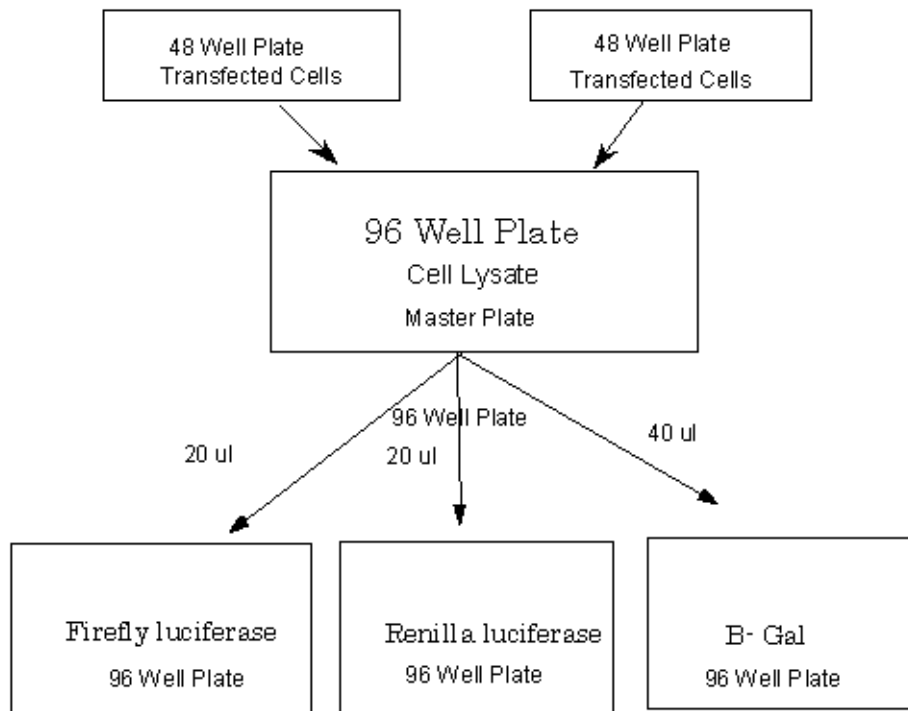 48 Well Plate
Transfected Cells
48 Well Plate
Transfected Cells
96 Well Plate
Cell Lysate
Master Plate
96 Well Plate
20 ul
20 ul
40 ul
Firefly luciferase
96 Well Plate
Renilla luciferase
96 Well Plate
B- Gal
96 Well Plate